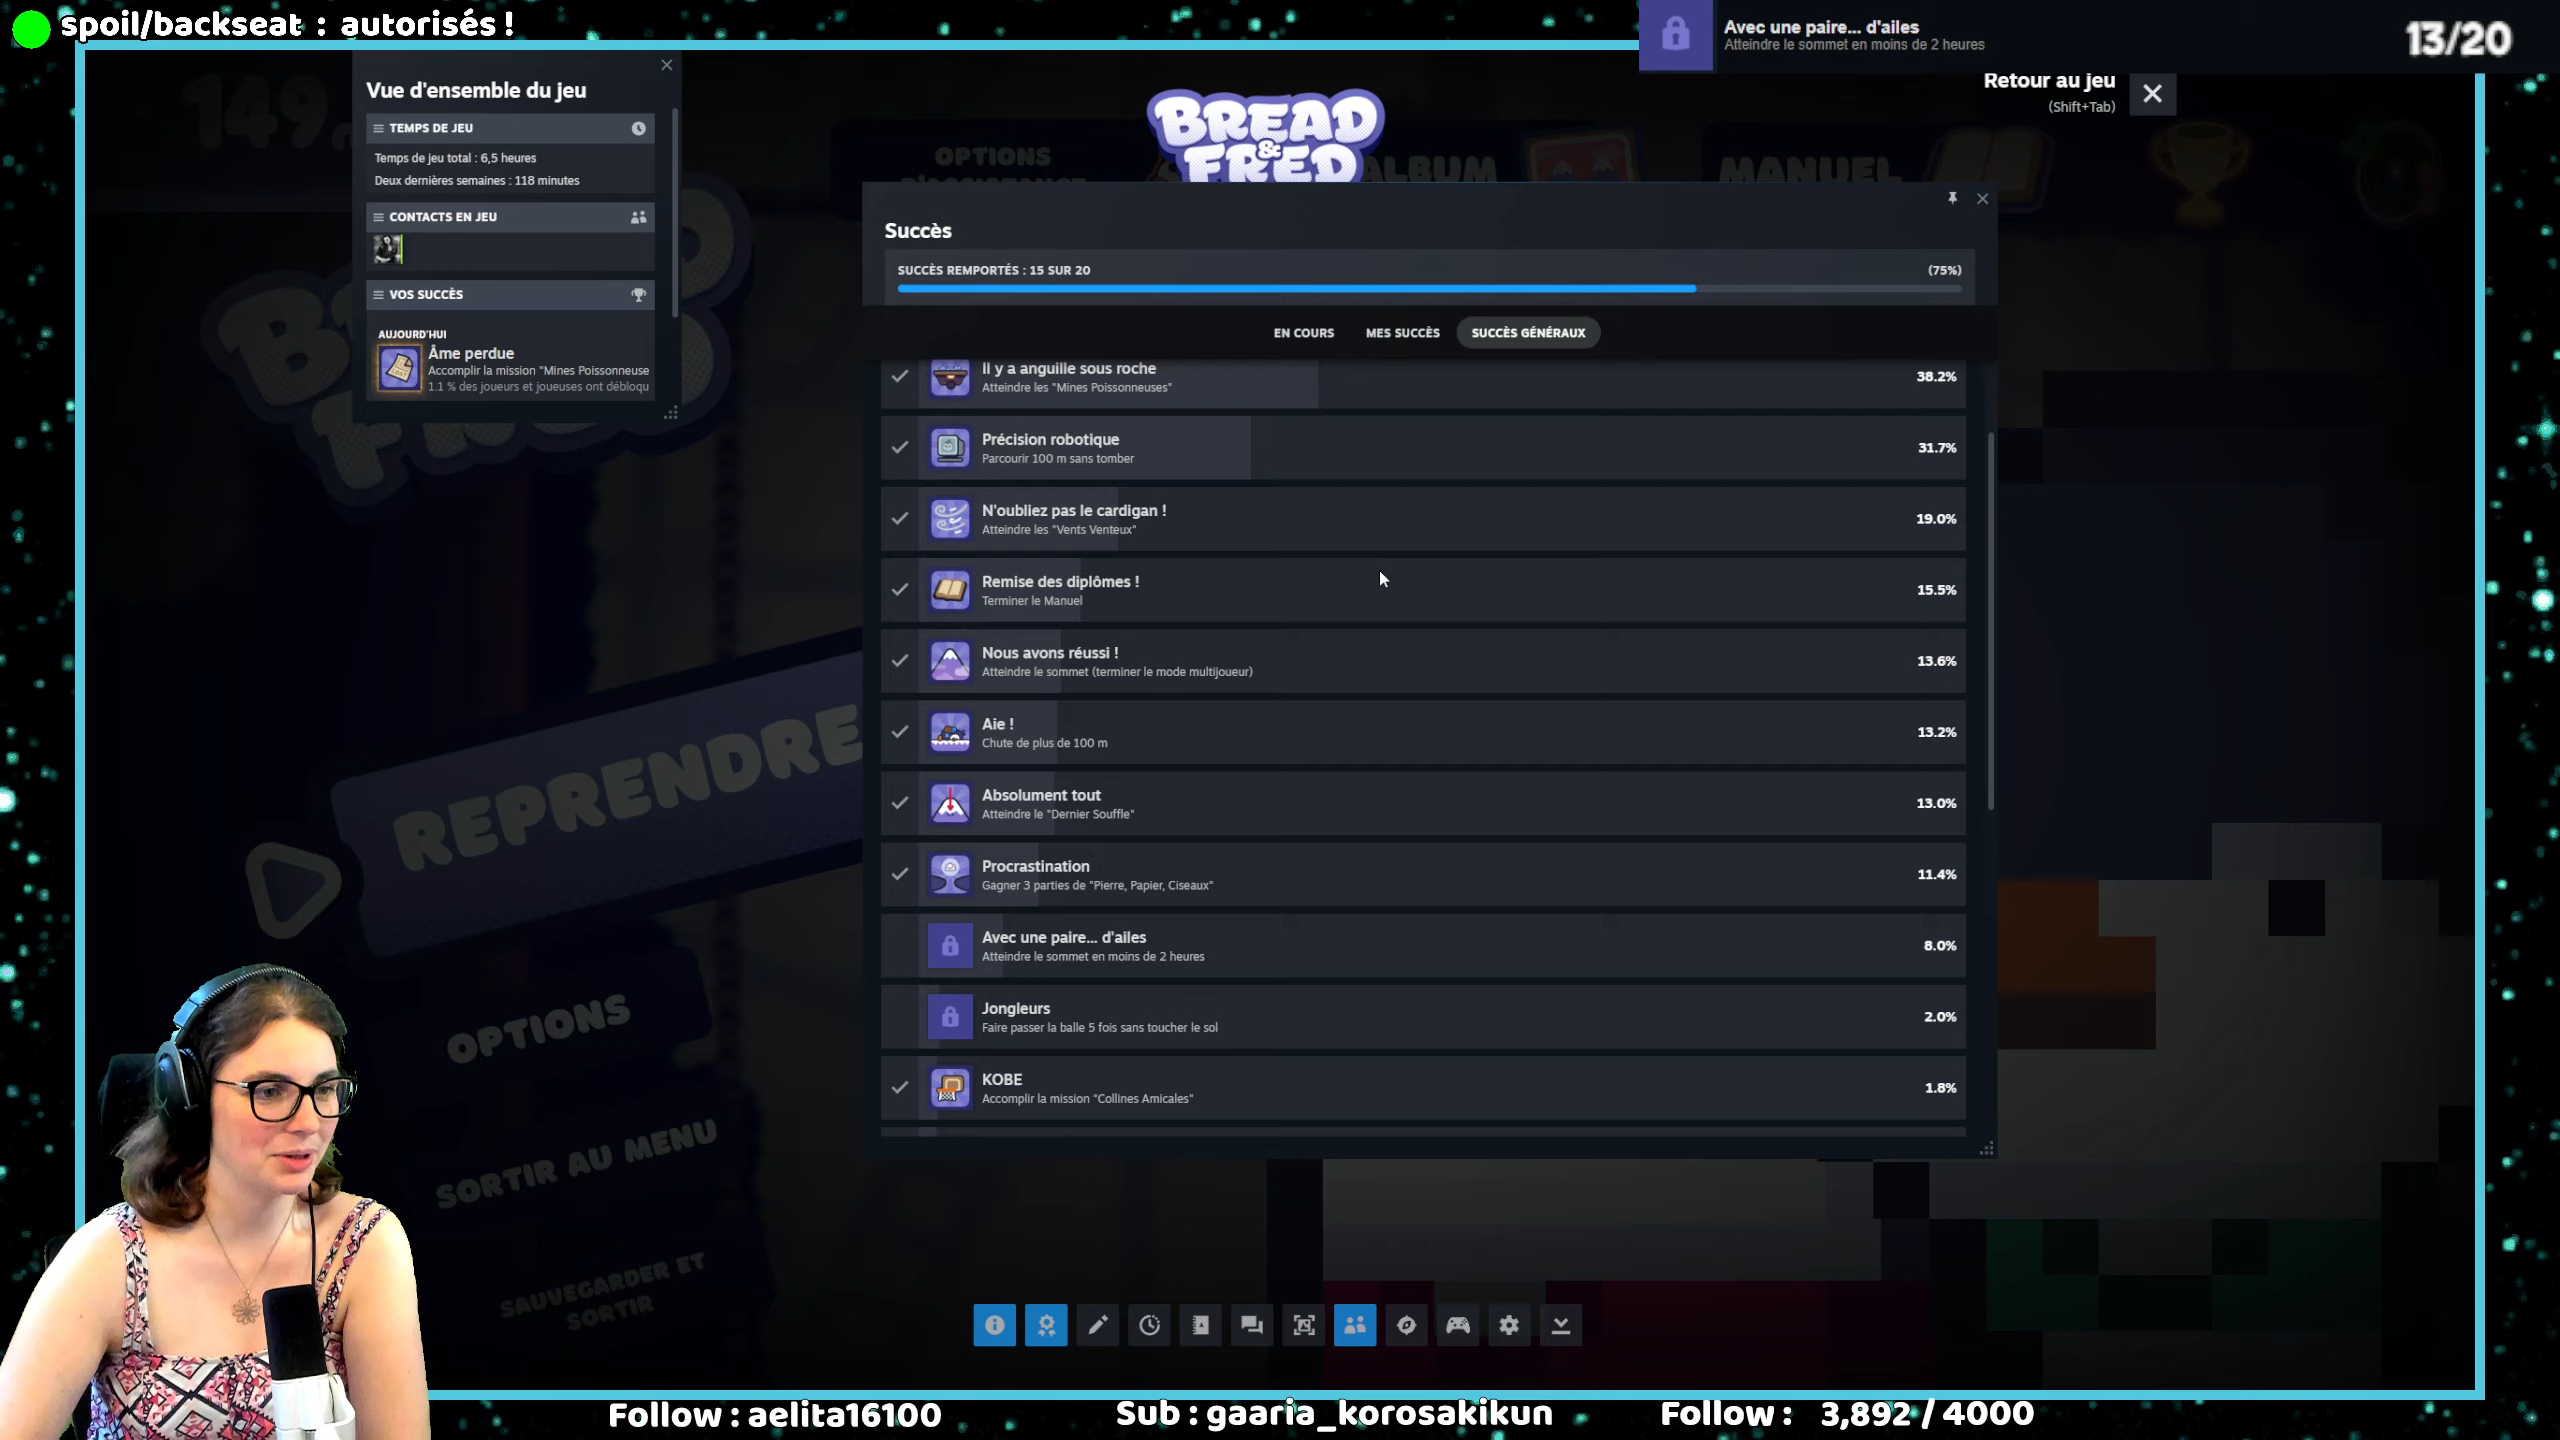 spoil/backseat : autorisés !
Avec une paire... d'ailes
Atteindre le sommet en moins de 2 heures
13/20
Retour au jeu
(Shift+Tab)
149
OPTIONS
D'ASSISTANCE
ALBUM
MANUEL
BREAD
&
FRED
Vue d'ensemble du jeu
TEMPS DE JEU
Temps de jeu total : 6,5 heures
Deux dernières semaines : 118 minutes
CONTACTS EN JEU
VOS SUCCÈS
AUJOURD'HUI
Âme perdue
Accomplir la mission "Mines Poissonneuse
1.1 % des joueurs et joueuses ont débloqu
Succès
SUCCÈS REMPORTÉS : 15 SUR 20 (75%)
EN COURS MES SUCCÈS SUCCÈS GÉNÉRAUX
Il y a anguille sous roche
Atteindre les "Mines Poissonneuses"
38.2%
Précision robotique
Parcourir 100 m sans tomber
31.7%
N'oubliez pas le cardigan !
Atteindre les "Vents Venteux"
19.0%
Remise des diplômes !
Terminer le Manuel
15.5%
Nous avons réussi !
Atteindre le sommet (terminer le mode multijoueur)
13.6%
Aie !
Chute de plus de 100 m
13.2%
Absolument tout
Atteindre le "Dernier Souffle"
13.0%
Procrastination
Gagner 3 parties de "Pierre, Papier, Ciseaux"
11.4%
Avec une paire... d'ailes
Atteindre le sommet en moins de 2 heures
8.0%
Jongleurs
Faire passer la balle 5 fois sans toucher le sol
2.0%
KOBE
Accomplir la mission "Collines Amicales"
1.8%
REPRENDRE
OPTIONS
SORTIR AU MENU
SAUVEGARDER ET
SORTIR
Follow : aelita16100
Sub : gaaria_korosakikun
Follow : 3,892 / 4000